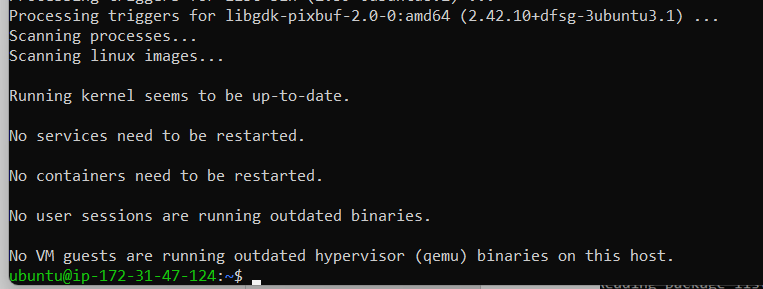 Processing triggers for libgdk-pixbuf-2.0-0:amd64 (2.42.10+dfsg-3ubuntu3.1) ...
Scanning processes...
Scanning linux images...
Running kernel seems to be up-to-date.
No services need to be restarted.
No containers need to be restarted.
No user sessions are running outdated binaries.
No VM guests are running outdated hypervisor (qemu) binaries on this host.
ubuntu@ip-172-31-47-124:~$